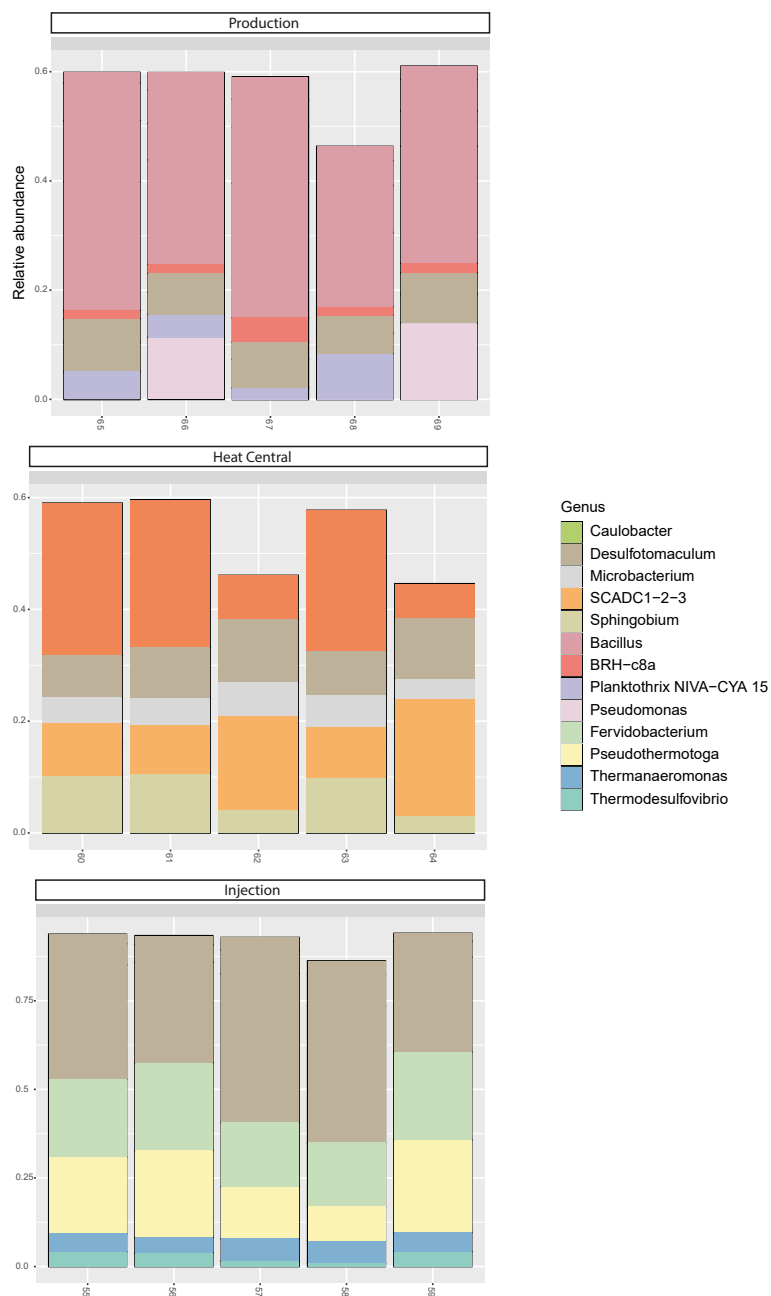 Production
Relative abundance
0.6
0.4
0.2
0.0
65
66
67
68
69
Heat Central
0.6
0.4
0.2
0.0
60
61
62
63
64
Genus
Caulobacter
Desulfotomaculum
Microbacterium
SCADC1−2−3
Sphingobium
Bacillus
BRH−c8a
Planktothrix NIVA−CYA 15
Pseudomonas
Fervidobacterium
Pseudothermotoga
Thermanaeromonas
Thermodesulfovibrio
Injection
0.75
0.5
0.25
0.0
55
56
57
58
59